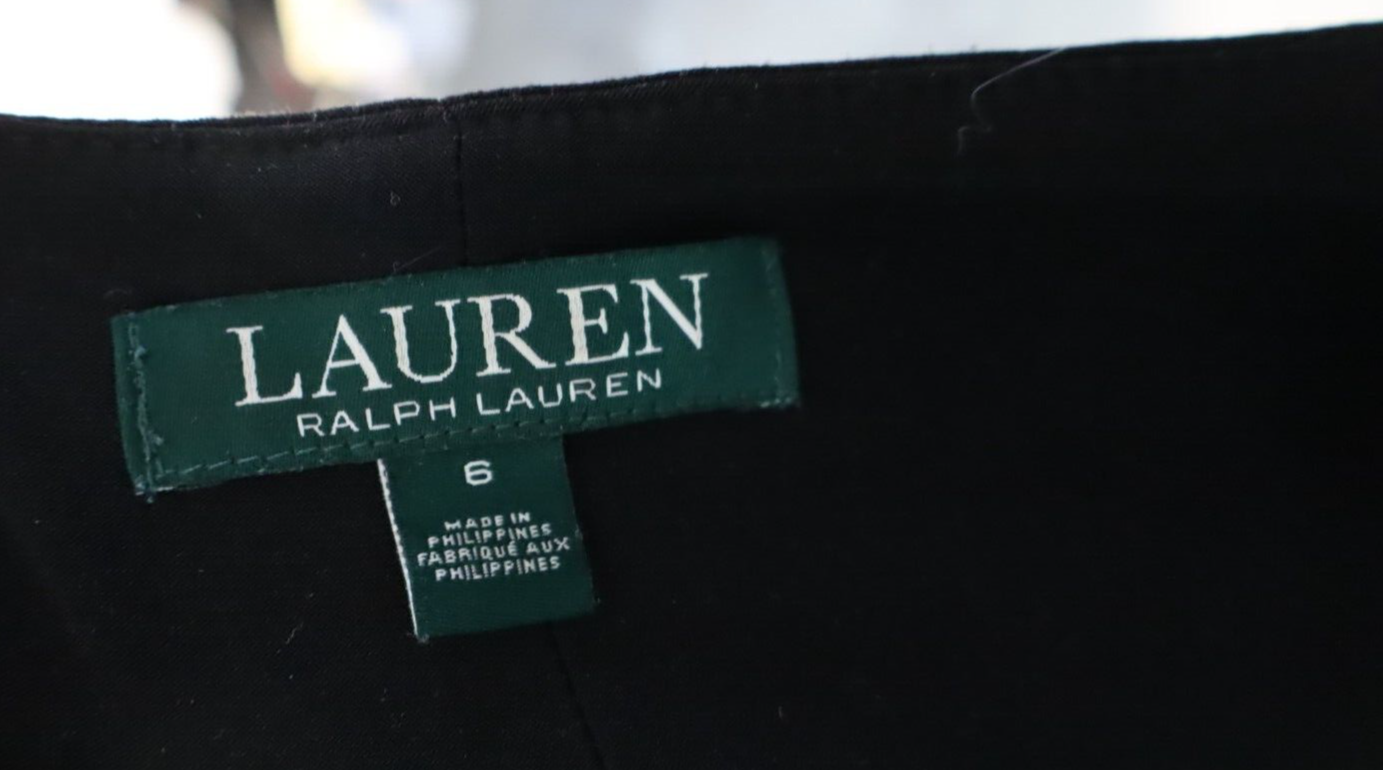 LAUREN
RALPH LAUREN
6
MADE IN
PHILIPPINES
FABRIQUÉ AUX
PHILIPPINES